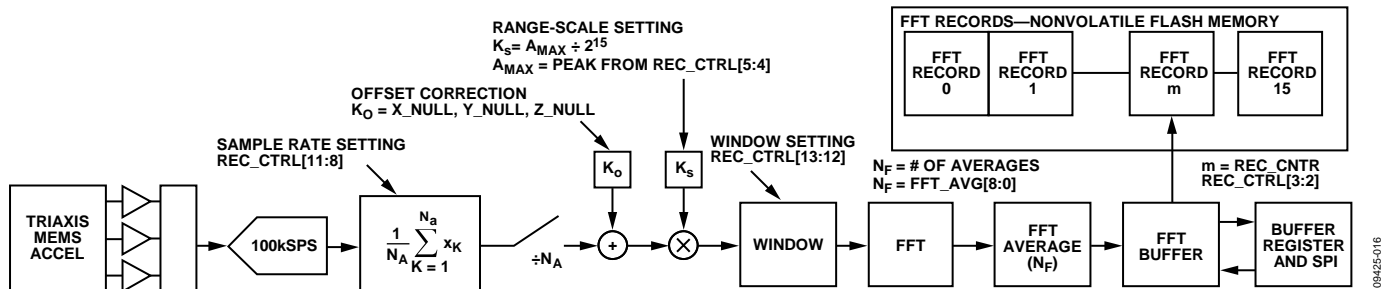 RANGE-SCALE SETTING
Ks= AMAX ÷ 2¹⁵
AMAX = PEAK FROM REC_CTRL[5:4]
OFFSET CORRECTION
KO = X_NULL, Y_NULL, Z_NULL
SAMPLE RATE SETTING
REC_CTRL[11:8]
WINDOW SETTING
REC_CTRL[13:12]
FFT RECORDS—NONVOLATILE FLASH MEMORY
FFT
RECORD
0
FFT
RECORD
1
FFT
RECORD
m
FFT
RECORD
15
NF = # OF AVERAGES
NF = FFT_AVG[8:0]
m = REC_CNTR
REC_CTRL[3:2]
TRIAXIS
MEMS
ACCEL
100kSPS
1/NA Na ∑ K = 1 xK
÷NA
Ko
+
Ks
×
WINDOW
FFT
FFT
AVERAGE
(NF)
FFT
BUFFER
BUFFER
REGISTER
AND SPI
09425-016